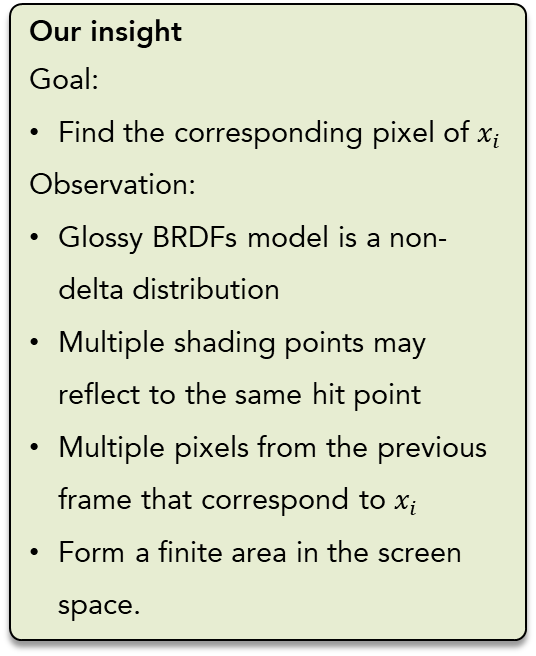 Our insight
Goal:
• Find the corresponding pixel of xᵢ
Observation:
• Glossy BRDFs model is a non-
delta distribution
• Multiple shading points may
reflect to the same hit point
• Multiple pixels from the previous
frame that correspond to xᵢ
• Form a finite area in the screen
space.